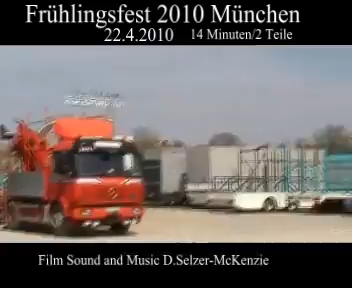 Frühlingsfest 2010 München
22.4.2010 14 Minuten/2 Teile
Film Sound and Music D.Selzer-McKenzie